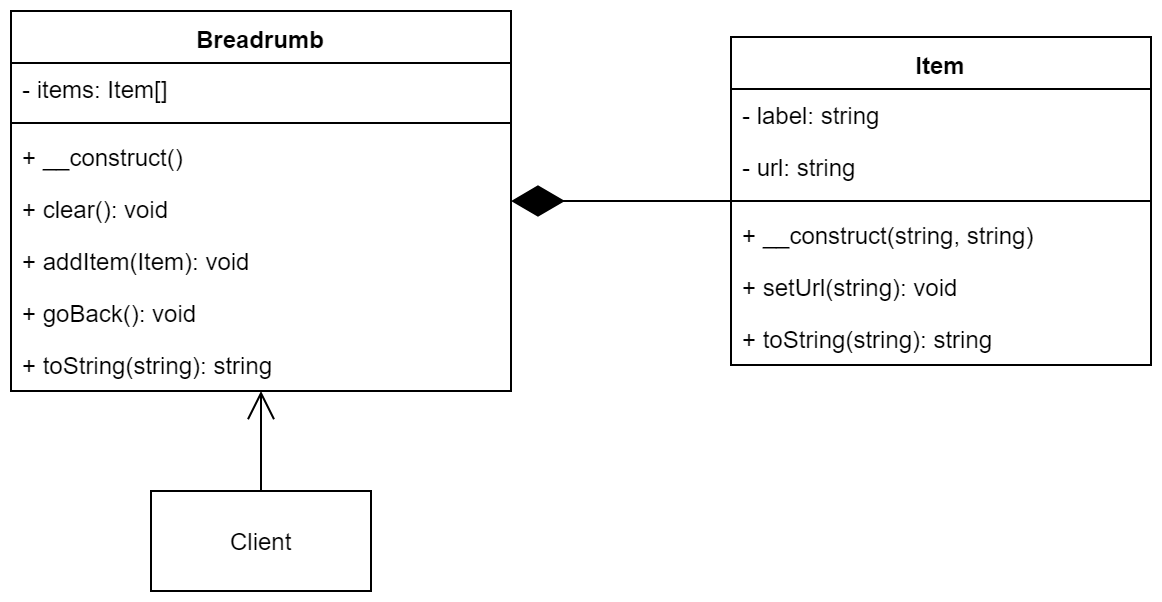 Breadrumb
- items: Item[]
+ __construct()
+ clear(): void
+ addItem(Item): void
+ goBack(): void
+ toString(string): string
Item
- label: string
- url: string
+ __construct(string, string)
+ setUrl(string): void
+ toString(string): string
Client